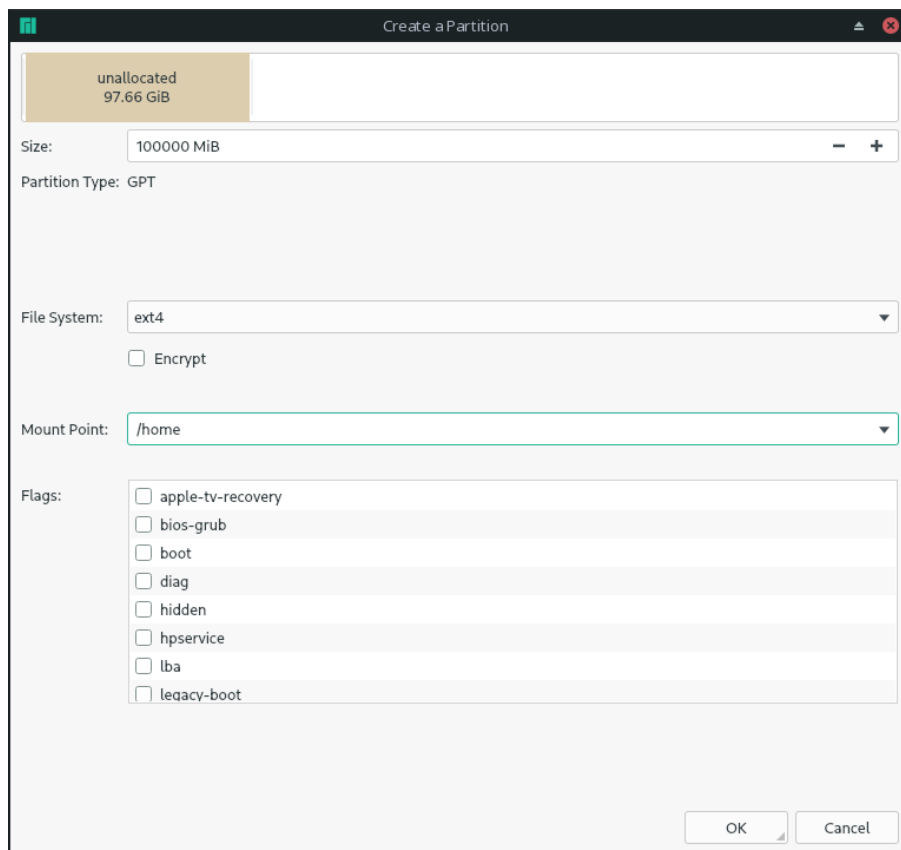 Create a Partition
unallocated
97.66 GiB
Size: 100000 MiB
Partition Type: GPT
File System: ext4
Encrypt
Mount Point: /home
Flags: apple-tv-recovery
bios-grub
boot
diag
hidden
hpservice
lba
legacy-boot
OK Cancel